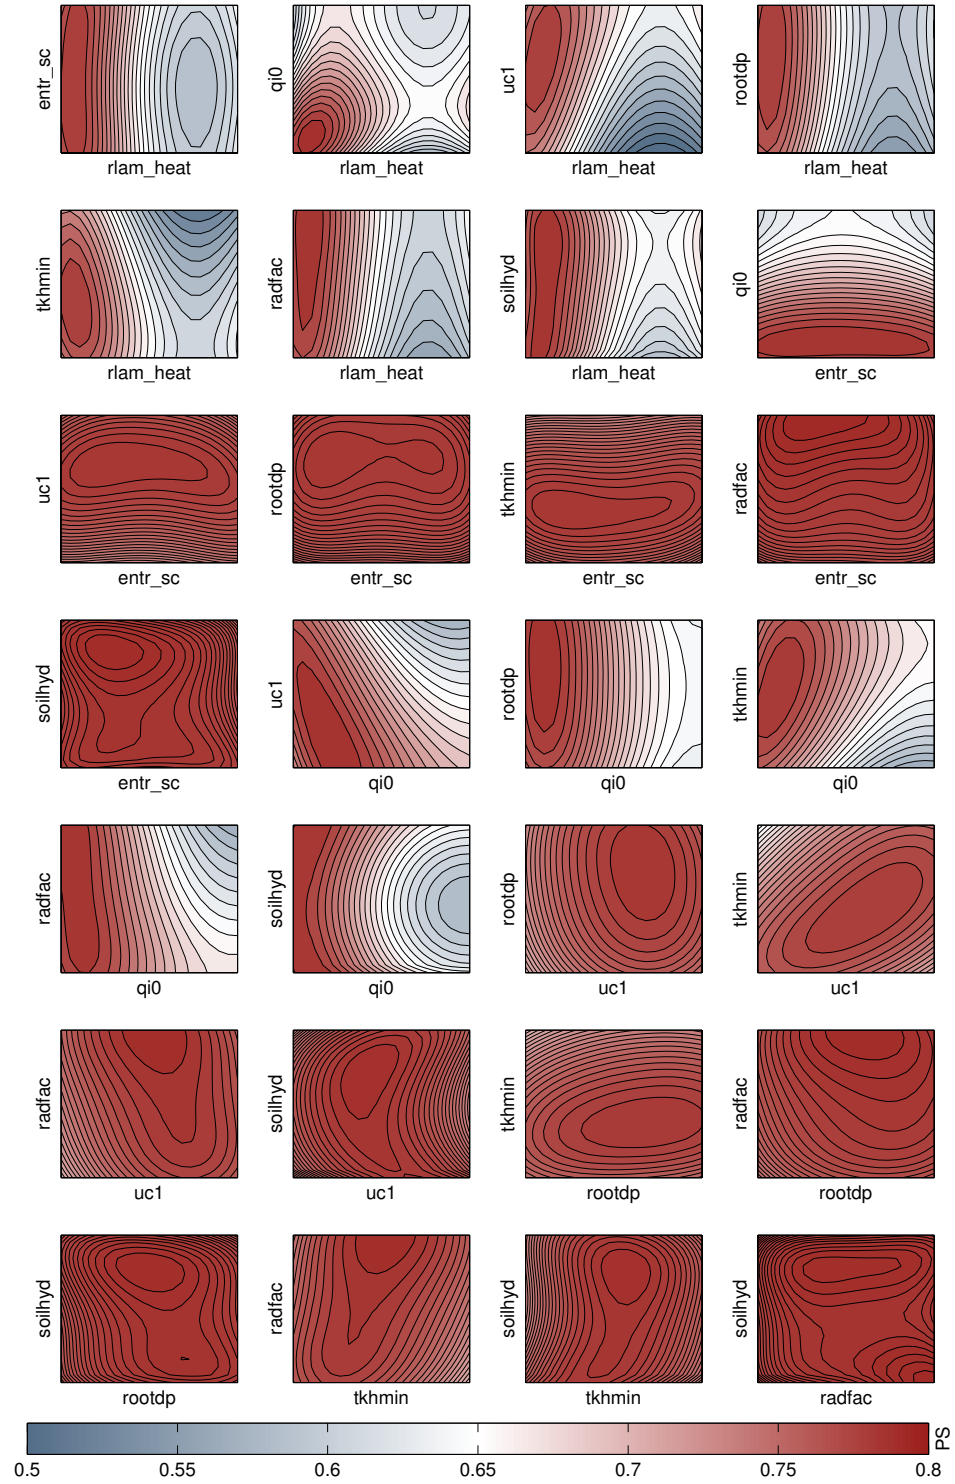 entr_sc
rlam_heat
qi0
rlam_heat
uc1
rlam_heat
rootdp
rlam_heat
tkhmin
rlam_heat
radfac
rlam_heat
soilhyd
rlam_heat
qi0
entr_sc
uc1
entr_sc
rootdp
entr_sc
tkhmin
entr_sc
radfac
entr_sc
soilhyd
entr_sc
uc1
qi0
rootdp
qi0
tkhmin
qi0
radfac
qi0
soilhyd
qi0
rootdp
uc1
tkhmin
uc1
radfac
uc1
soilhyd
uc1
tkhmin
rootdp
radfac
rootdp
soilhyd
rootdp
radfac
tkhmin
soilhyd
tkhmin
soilhyd
radfac
PS
0.5 0.55 0.6 0.65 0.7 0.75 0.8